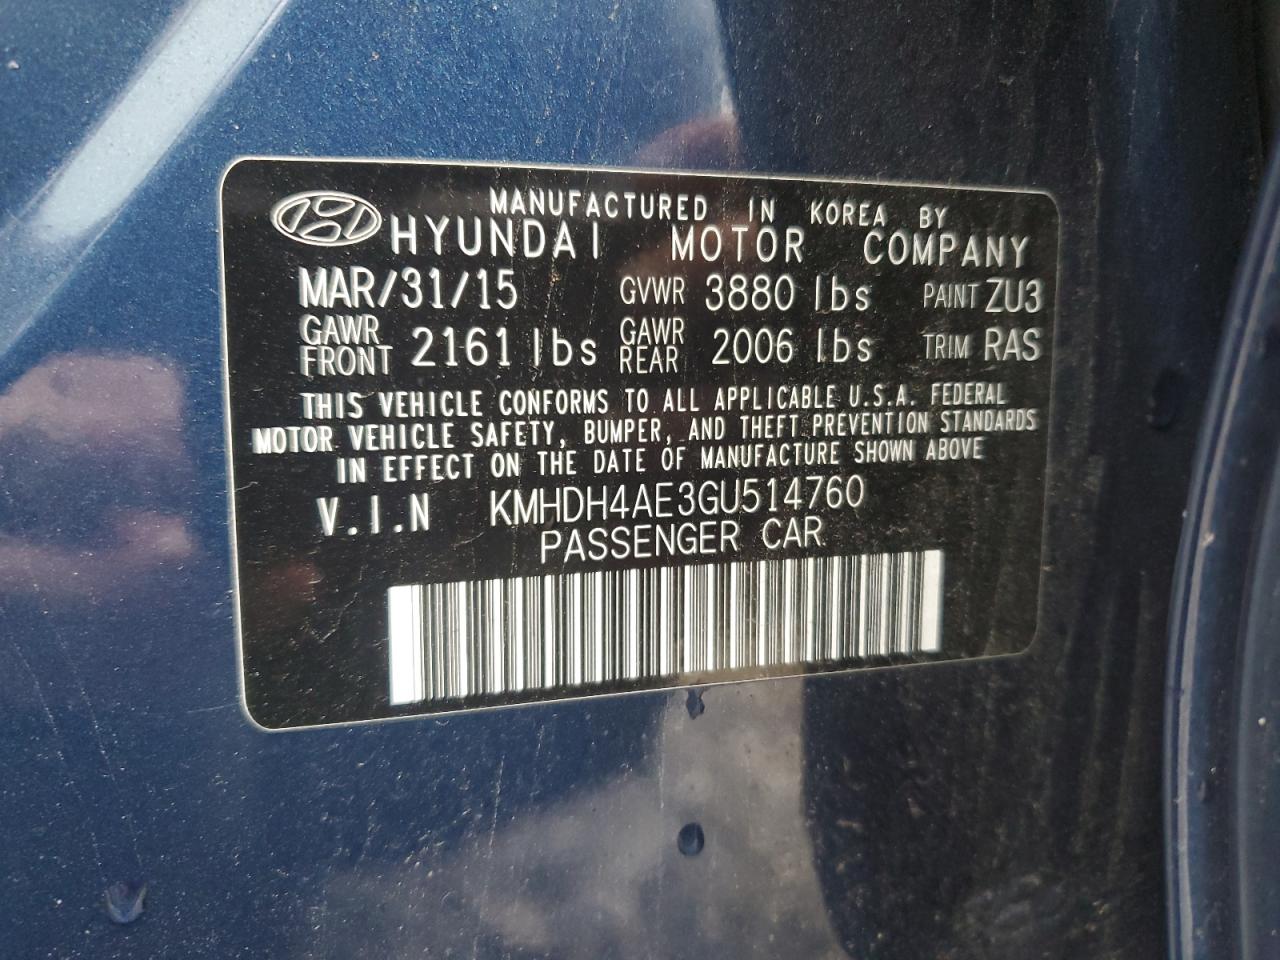 MANUFACTURED IN KOREA BY
HYUNDAI MOTOR COMPANY
MAR/31/15 GVWR 3880 lbs PAINT ZU3
GAWR FRONT 2161 lbs GAWR REAR 2006 lbs TRIM RAS
THIS VEHICLE CONFORMS TO ALL APPLICABLE U.S.A. FEDERAL
MOTOR VEHICLE SAFETY, BUMPER, AND THEFT PREVENTION STANDARDS
IN EFFECT ON THE DATE OF MANUFACTURE SHOWN ABOVE
V.I.N KMHDH4AE3GU514760
PASSENGER CAR